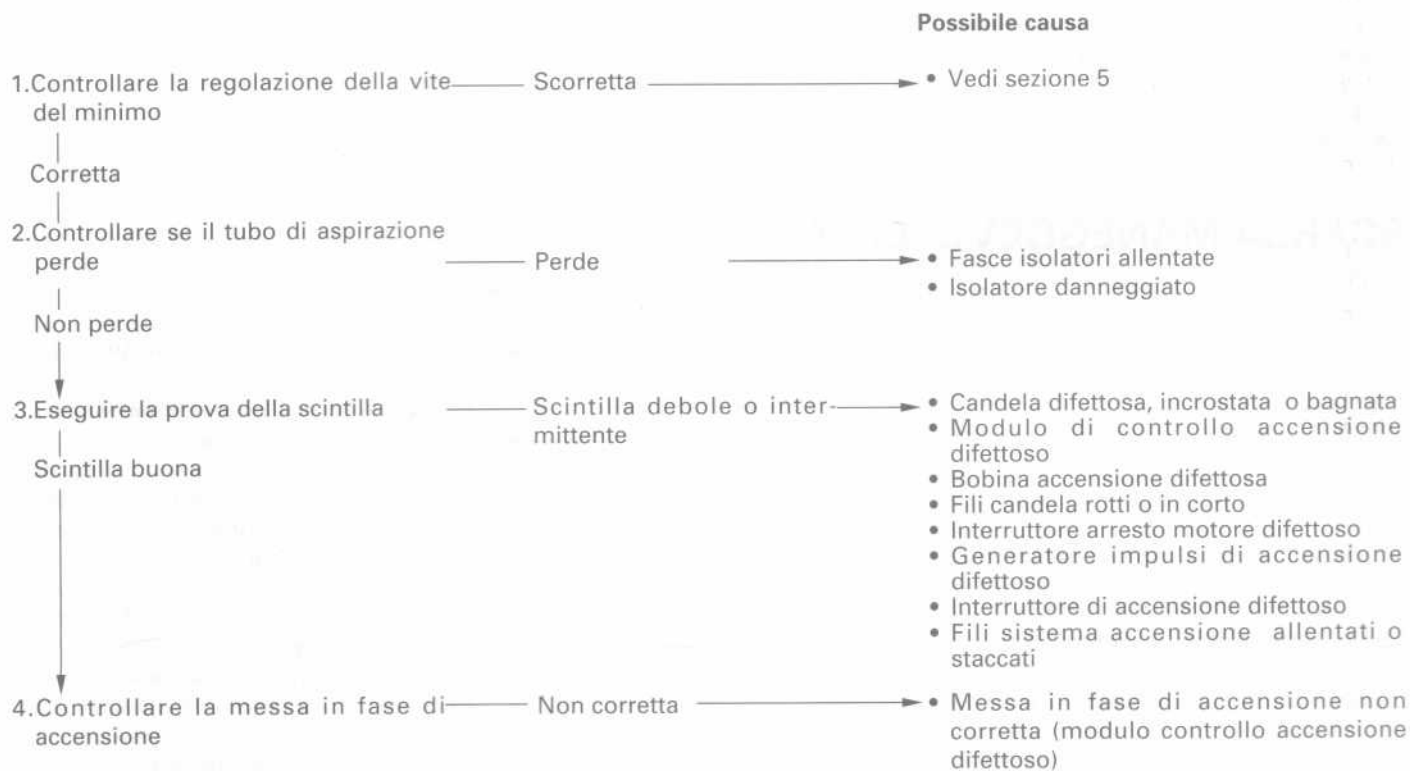 Possibile causa
1.Controllare la regolazione della vite
del minimo
Scorretta
• Vedi sezione 5
Corretta
2.Controllare se il tubo di aspirazione
perde
Perde
• Fasce isolatori allentate
• Isolatore danneggiato
Non perde
3.Eseguire la prova della scintilla
Scintilla debole o inter-
mittente
• Candela difettosa, incrostata o bagnata
• Modulo di controllo accensione
difettoso
• Bobina accensione difettosa
• Fili candela rotti o in corto
• Interruttore arresto motore difettoso
• Generatore impulsi di accensione
difettoso
• Interruttore di accensione difettoso
• Fili sistema accensione allentati o
staccati
Scintilla buona
4.Controllare la messa in fase di
accensione
Non corretta
• Messa in fase di accensione non
corretta (modulo controllo accensione
difettoso)